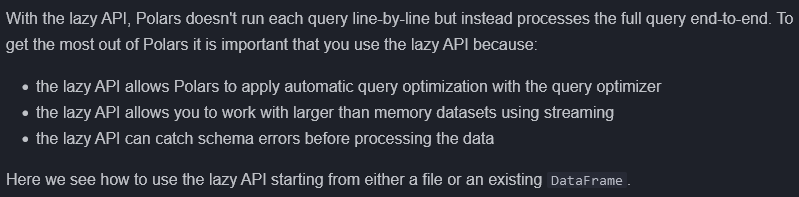 With the lazy API, Polars doesn't run each query line-by-line but instead processes the full query end-to-end. To
get the most out of Polars it is important that you use the lazy API because:
• the lazy API allows Polars to apply automatic query optimization with the query optimizer
• the lazy API allows you to work with larger than memory datasets using streaming
• the lazy API can catch schema errors before processing the data
Here we see how to use the lazy API starting from either a file or an existing DataFrame.